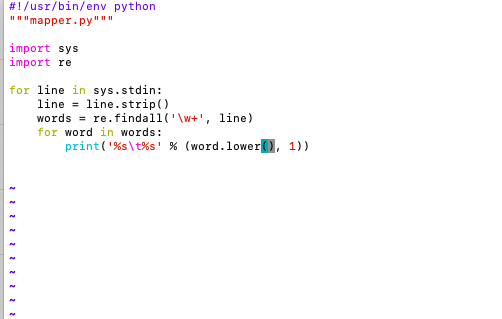 #!/usr/bin/env python
"""mapper.py"""
import sys
import re
for line in sys.stdin:
    line = line.strip()
    words = re.findall('\w+', line)
    for word in words:
        print('%s\t%s' % (word.lower(), 1))
~
~
~
~
~
~
~
~
~
~